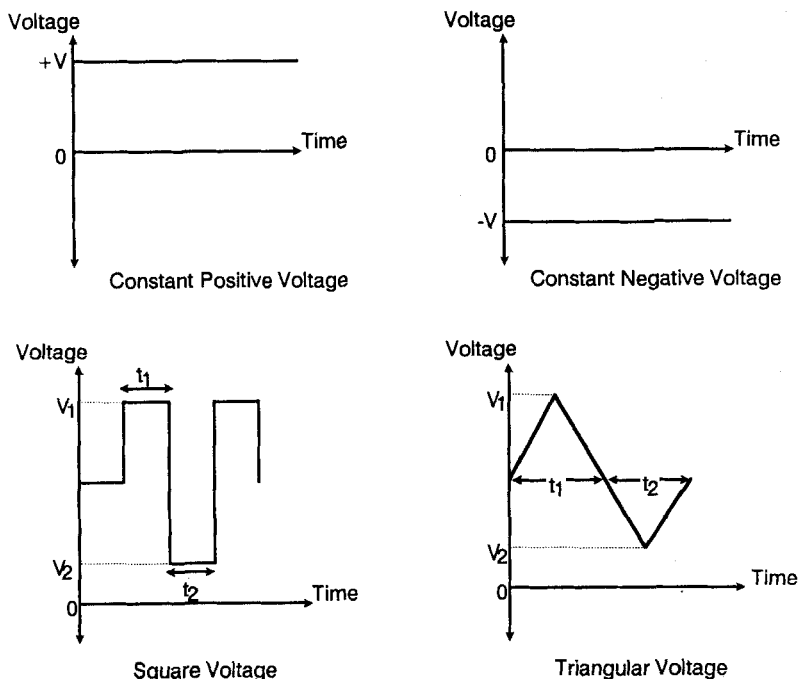 Voltage
+V
Time
0
Constant Positive Voltage
Voltage
Time
0
-V
Constant Negative Voltage
Voltage
t1
V1
V2
t2
Time
0
Square Voltage
Voltage
V1
t1
t2
V2
Time
0
Triangular Voltage